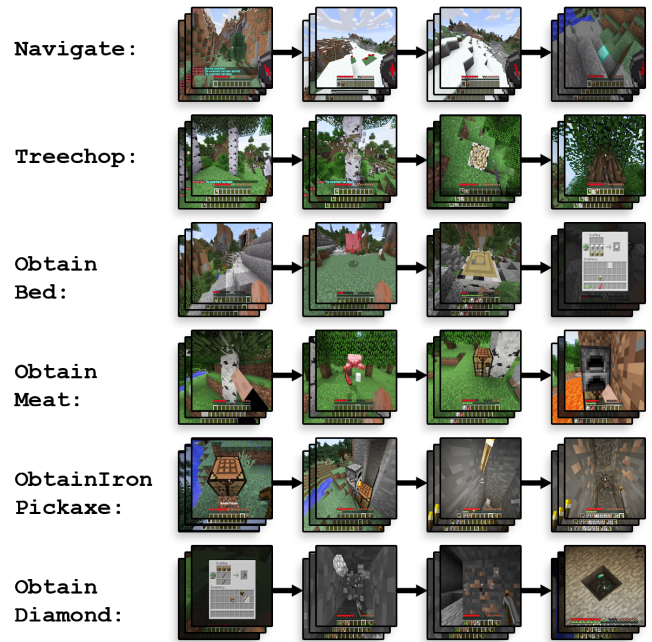 Navigate:
Treechop:
Obtain
Bed:
Obtain
Meat:
ObtainIron
Pickaxe:
Obtain
Diamond: